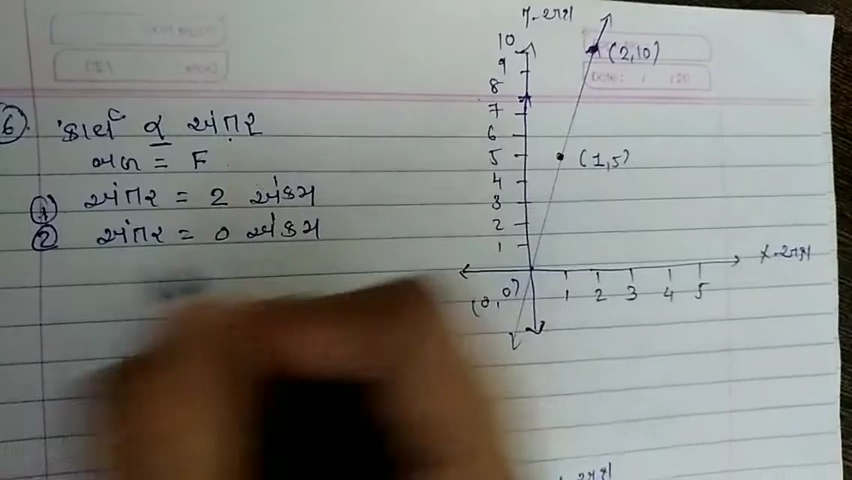 6. કાર્ય ∝ અંતર
બળ = F
1 અંતર = 2 એકમ
2 અંતર = 0 એકમ
Y-અક્ષ
10
9
8
7
6
5
4
3
2
1
(2,10)
(1,5)
(0,0)
1 2 3 4 5
X-અક્ષ